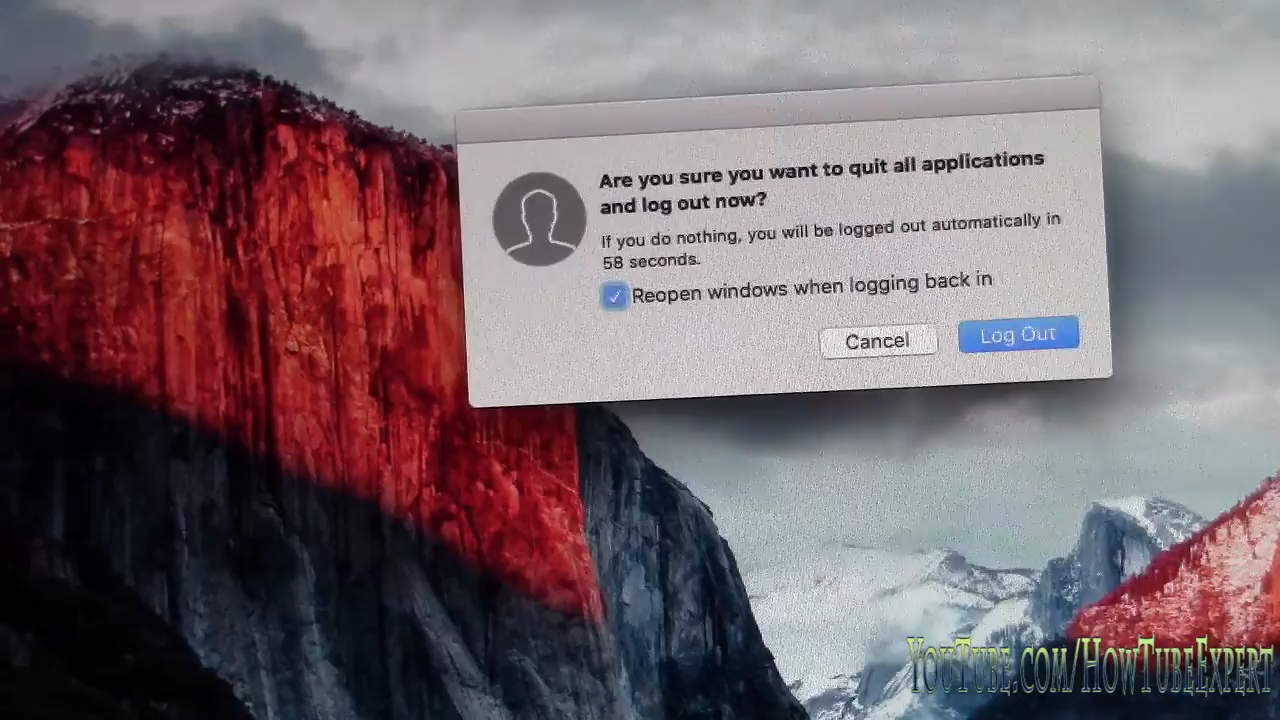 Are you sure you want to quit all applications
and log out now?
If you do nothing, you will be logged out automatically in
58 seconds.
Reopen windows when logging back in
Cancel
Log Out
YouTube.com/HowTubeExpert